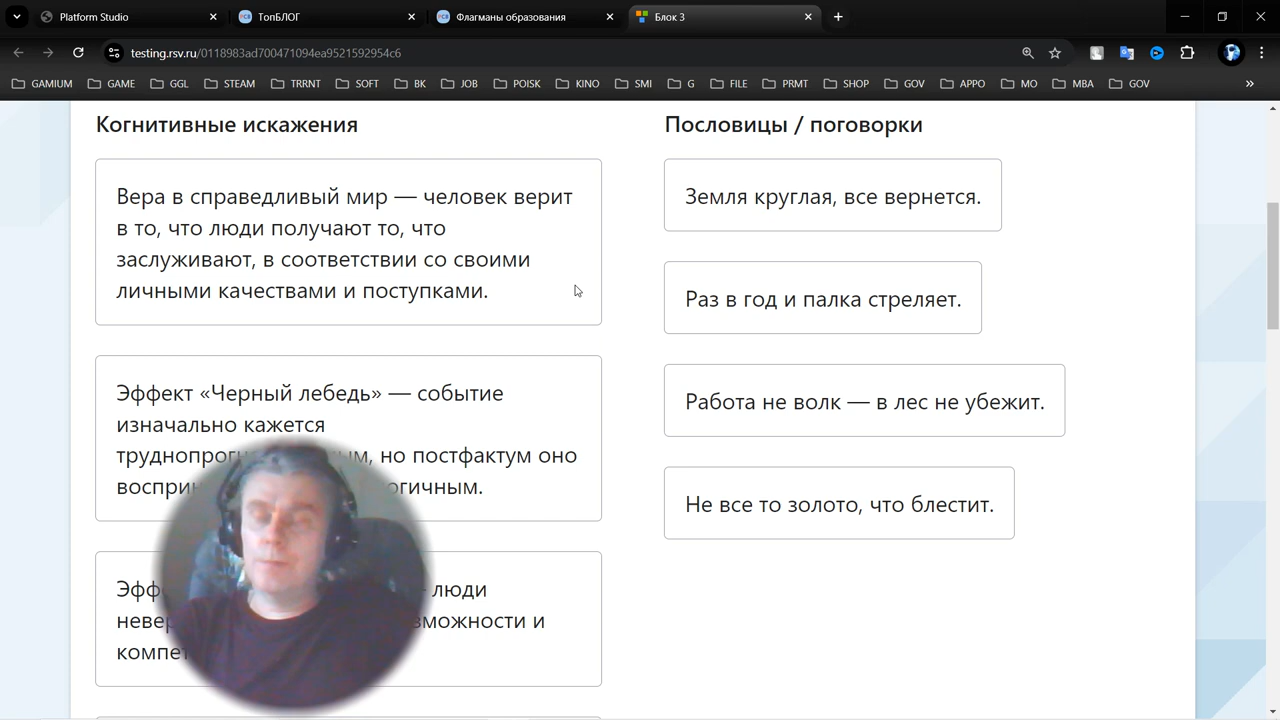 Platform Studio
ТопБЛОГ
Флагманы образования
Блок 3
testing.rsv.ru/0118983ad700471094ea9521592954c6
GAMIUM GAME GGL STEAM TRRNT SOFT BK JOB POISK KINO SMI G FILE PRMT SHOP GOV APPO MO MBA GOV
Когнитивные искажения
Вера в справедливый мир — человек верит
в то, что люди получают то, что
заслуживают, в соответствии со своими
личными качествами и поступками.
Эффект «Черный лебедь» — событие
изначально кажется
но постфактум оно
люди
и
Пословицы / поговорки
Земля круглая, все вернется.
Раз в год и палка стреляет.
Работа не волк — в лес не убежит.
Не все то золото, что блестит.